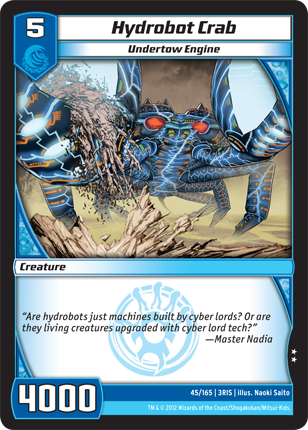 5
Hydrobot Crab
Undertow Engine
Creature
“Are hydrobots just machines built by cyber lords? Or are
they living creatures upgraded with cyber lord tech?”
—Master Nadia
4000
45/165 | 3RIS | illus. Naoki Saito
TM & © 2012 Wizards of the Coast/Shogakukan/Mitsui-Kids.